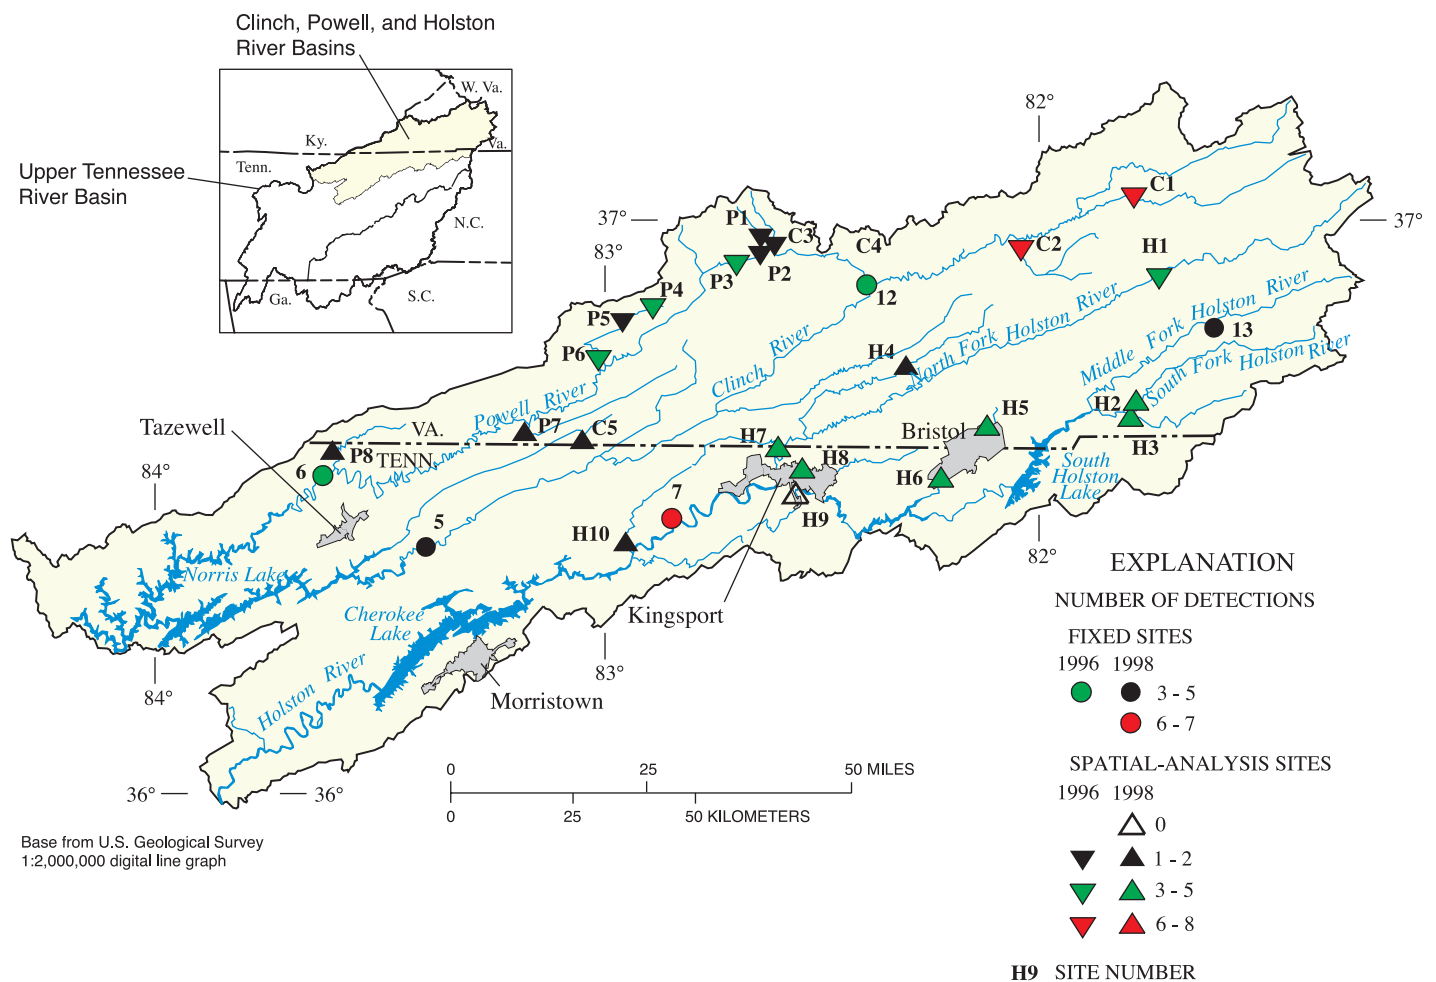 Clinch, Powell, and Holston
River Basins
W. Va.
Ky.
Va.
Tenn.
Upper Tennessee
River Basin
N.C.
Ga.
S.C.
82°
37°
83°
37°
P1
C3
P2
P3
C4
12
C1
C2
H1
P4
P5
P6
Clinch River
H4
North Fork Holston River
Middle Fork Holston River
13
South Fork Holston River
Powell River
P7
C5
H5
H2
H3
Tazewell
VA.
TENN.
P8
6
H7
H8
Bristol
H6
South
Holston
Lake
84°
5
7
H9
H10
82°
Norris Lake
Cherokee
Lake
Kingsport
83°
84°
Holston River
Morristown
36°
36°
0 25 50 MILES
0 25 50 KILOMETERS
Base from U.S. Geological Survey
1:2,000,000 digital line graph
EXPLANATION
NUMBER OF DETECTIONS
FIXED SITES
1996 1998
3 - 5
6 - 7
SPATIAL-ANALYSIS SITES
1996 1998
0
1 - 2
3 - 5
6 - 8
H9 SITE NUMBER